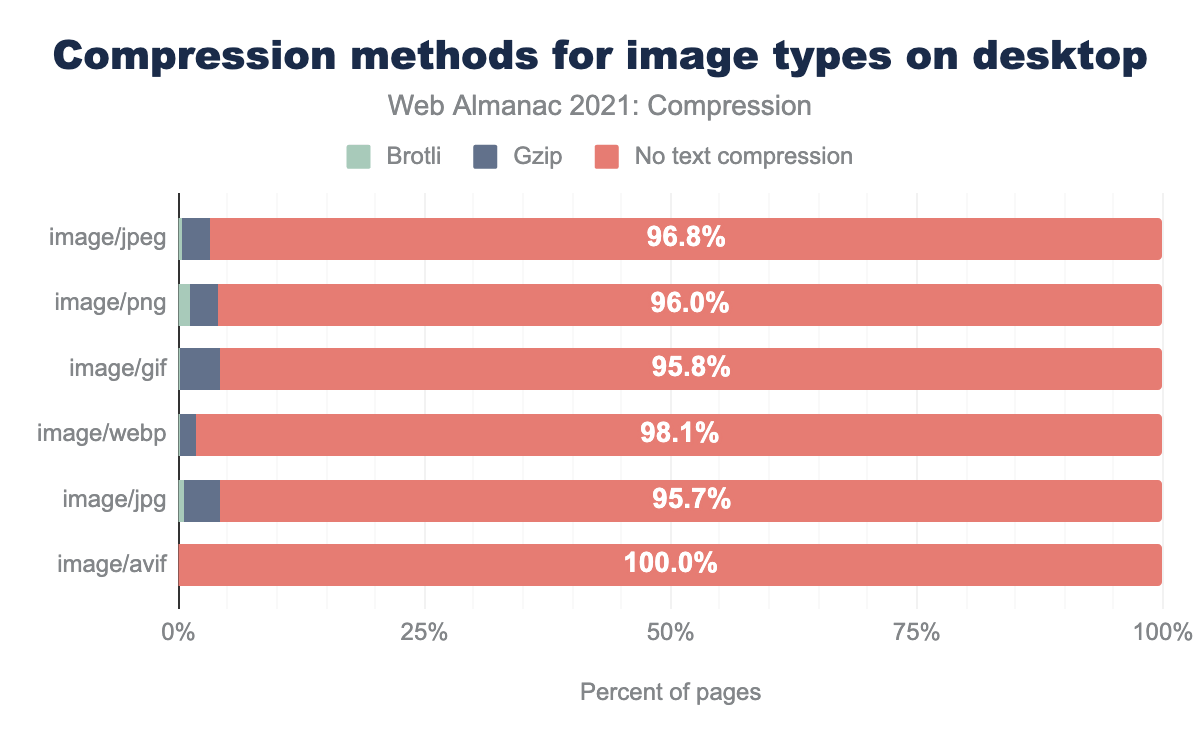 Compression methods for image types on desktop
Web Almanac 2021: Compression
Brotli Gzip No text compression
image/jpeg 96.8%
image/png 96.0%
image/gif 95.8%
image/webp 98.1%
image/jpg 95.7%
image/avif 100.0%
0% 25% 50% 75% 100%
Percent of pages